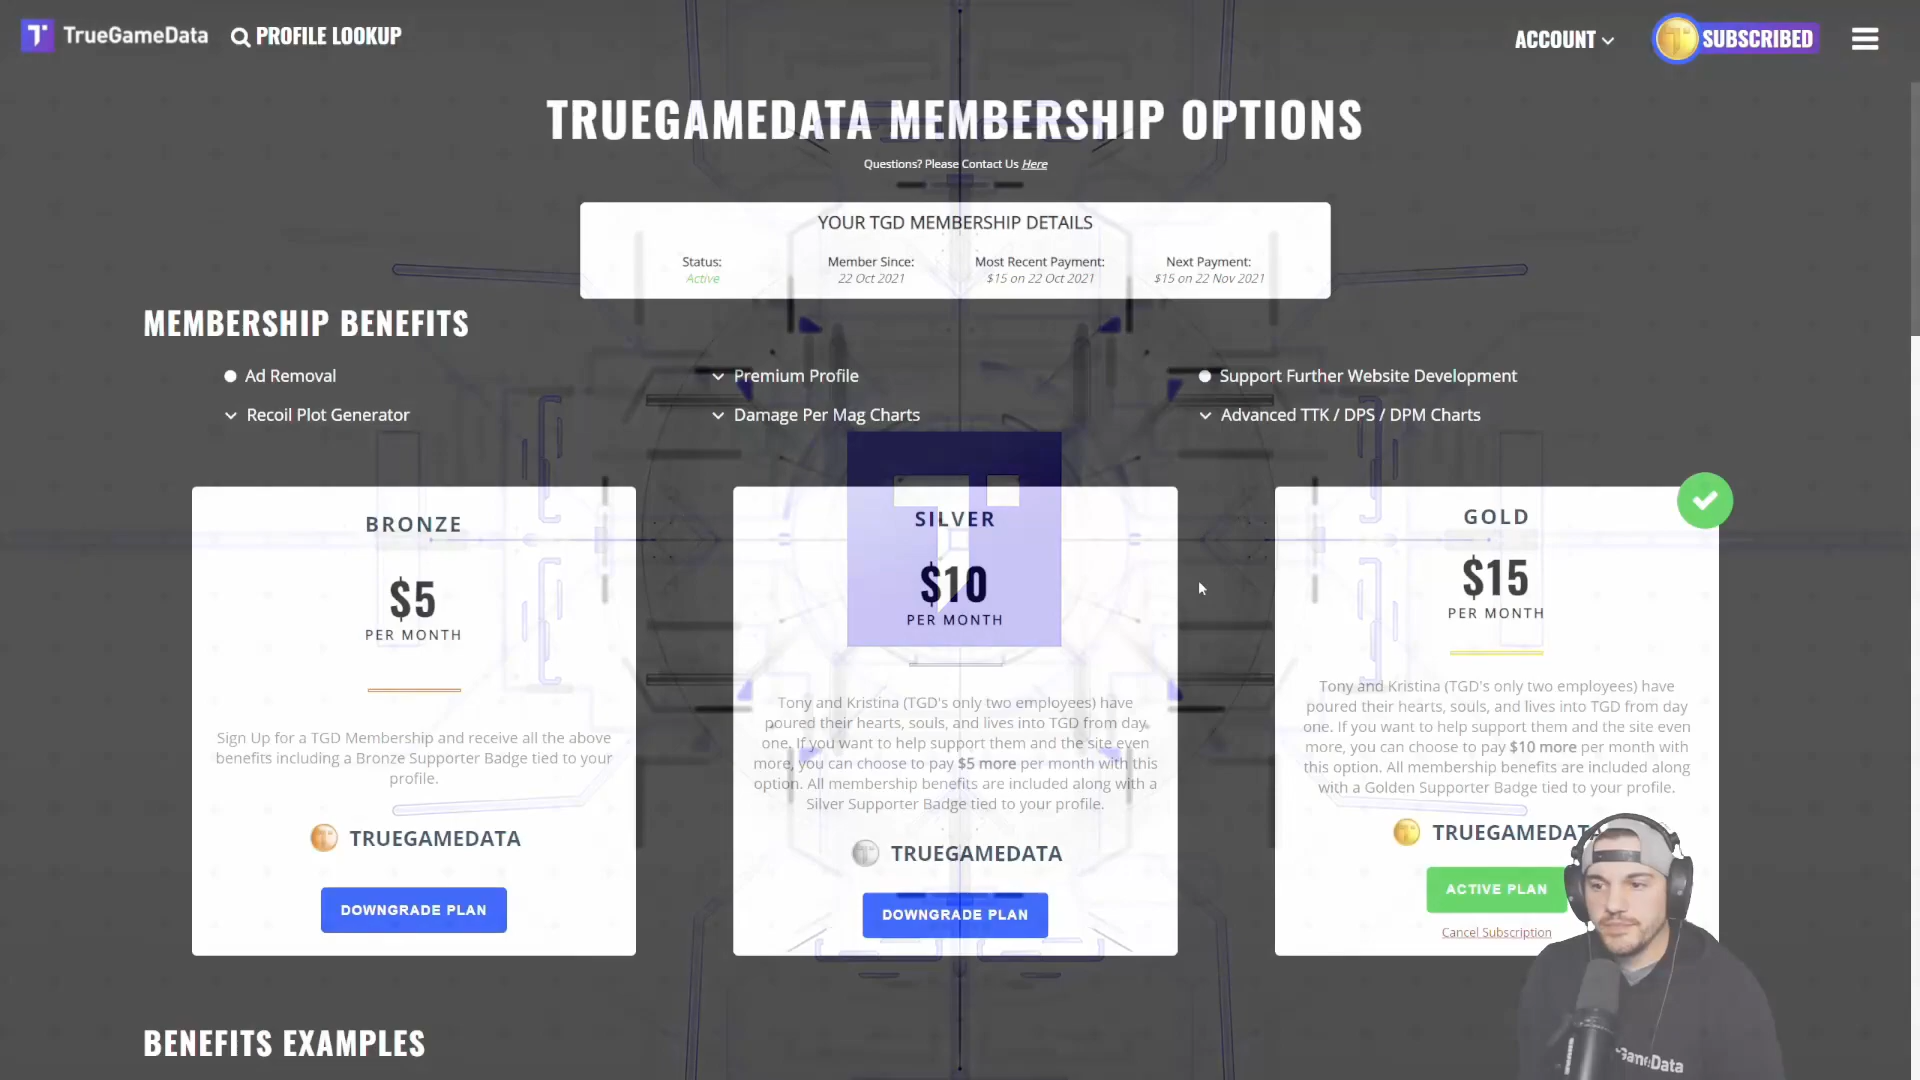 TrueGameData
PROFILE LOOKUP
ACCOUNT
SUBSCRIBED
TRUEGAMEDATA MEMBERSHIP OPTIONS
Questions? Please Contact Us Here
YOUR TGD MEMBERSHIP DETAILS
Status:
Active
Member Since:
22 Oct 2021
Most Recent Payment:
$15 on 22 Oct 2021
Next Payment:
$15 on 22 Nov 2021
MEMBERSHIP BENEFITS
Ad Removal
Premium Profile
Support Further Website Development
Recoil Plot Generator
Damage Per Mag Charts
Advanced TTK / DPS / DPM Charts
BRONZE
$5
PER MONTH
Sign Up for a TGD Membership and receive all the above
benefits including a Bronze Supporter Badge tied to your
profile.
TRUEGAMEDATA
DOWNGRADE PLAN
SILVER
$10
PER MONTH
Tony and Kristina (TGD's only two employees) have
poured their hearts, souls, and lives into TGD from day
one. If you want to help support them and the site even
more, you can choose to pay $5 more per month with this
option. All membership benefits are included along with a
Silver Supporter Badge tied to your profile.
TRUEGAMEDATA
DOWNGRADE PLAN
GOLD
$15
PER MONTH
Tony and Kristina (TGD's only two employees) have
poured their hearts, souls, and lives into TGD from day
one. If you want to help support them and the site even
more, you can choose to pay $10 more per month with
this option. All membership benefits are included along
with a Golden Supporter Badge tied to your profile.
TRUEGAMEDATA
ACTIVE PLAN
Cancel Subscription
GameData
BENEFITS EXAMPLES